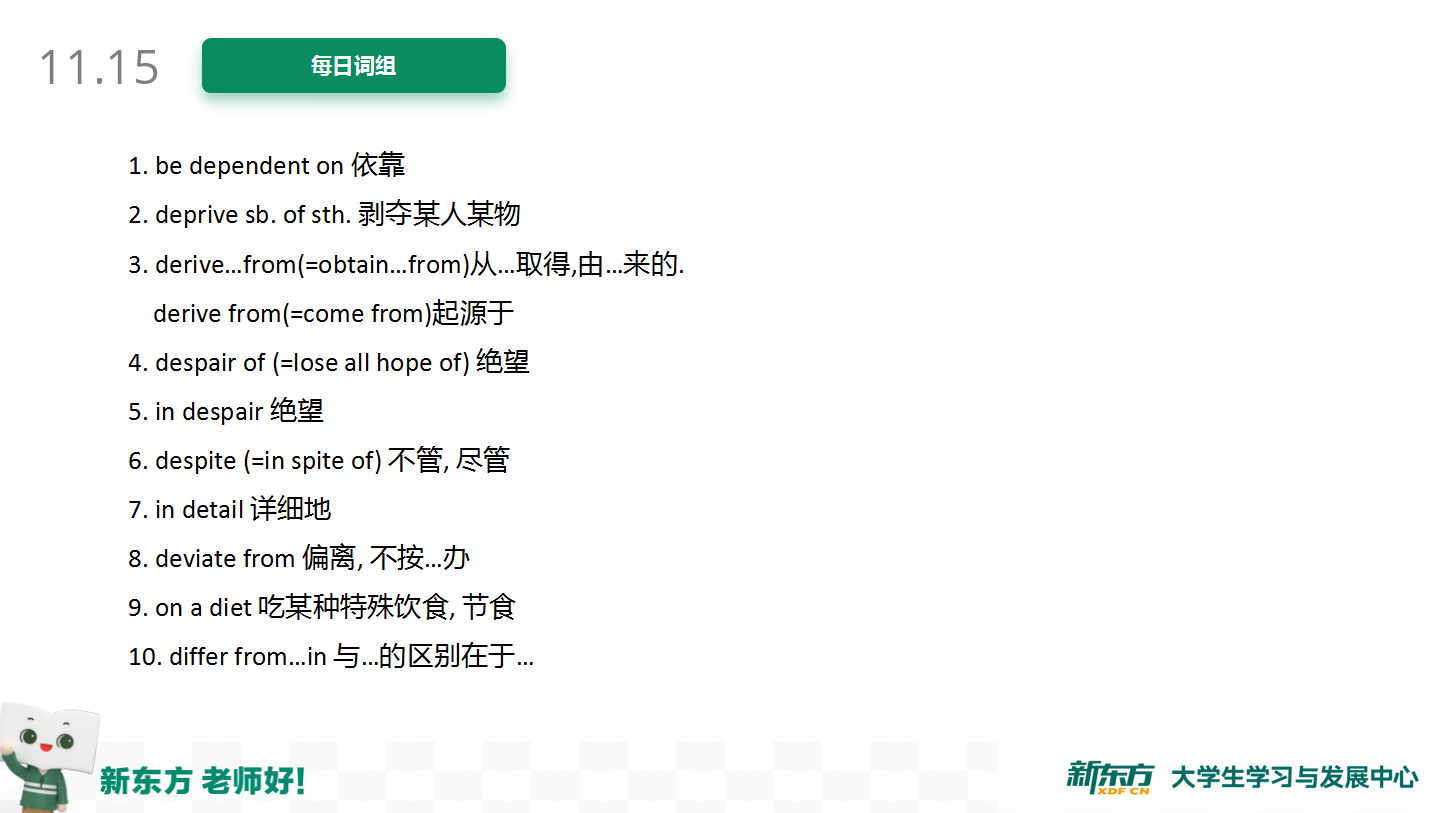 11.15
每日词组
1. be dependent on 依靠
2. deprive sb. of sth. 剥夺某人某物
3. derive…from(=obtain…from)从…取得,由…来的.
derive from(=come from)起源于
4. despair of (=lose all hope of) 绝望
5. in despair 绝望
6. despite (=in spite of) 不管, 尽管
7. in detail 详细地
8. deviate from 偏离, 不按…办
9. on a diet 吃某种特殊饮食, 节食
10. differ from…in 与…的区别在于…
新东方 老师好!
新东方 XDF.CN 大学生学习与发展中心